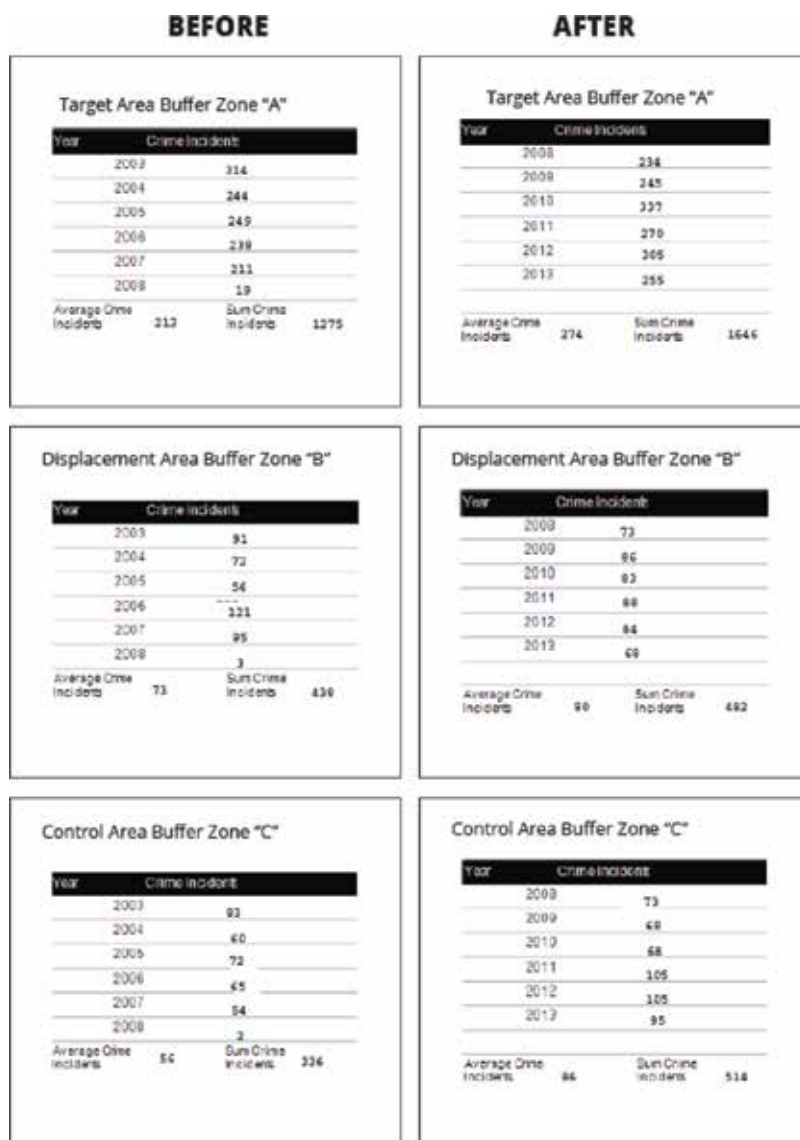 BEFORE
AFTER
Target Area Buffer Zone "A"
Year Crime Incidents
2003 314
2004 244
2005 249
2006 238
2007 211
2008 19
Average Crime Incidents 213 Sum Crime Incidents 1275
Target Area Buffer Zone "A"
Year Crime Incidents
2008 234
2009 245
2010 337
2011 270
2012 305
2013 255
Average Crime Incidents 274 Sum Crime Incidents 1646
Displacement Area Buffer Zone "B"
Year Crime Incidents
2003 91
2004 72
2005 56
2006 121
2007 95
2008 3
Average Crime Incidents 73 Sum Crime Incidents 438
Displacement Area Buffer Zone "B"
Year Crime Incidents
2008 73
2009 86
2010 83
2011 88
2012 84
2013 68
Average Crime Incidents 80 Sum Crime Incidents 482
Control Area Buffer Zone "C"
Year Crime Incidents
2003 83
2004 60
2005 72
2006 65
2007 54
2008 2
Average Crime Incidents 56 Sum Crime Incidents 336
Control Area Buffer Zone "C"
Year Crime Incidents
2008 73
2009 68
2010 68
2011 105
2012 105
2013 95
Average Crime Incidents 86 Sum Crime Incidents 514